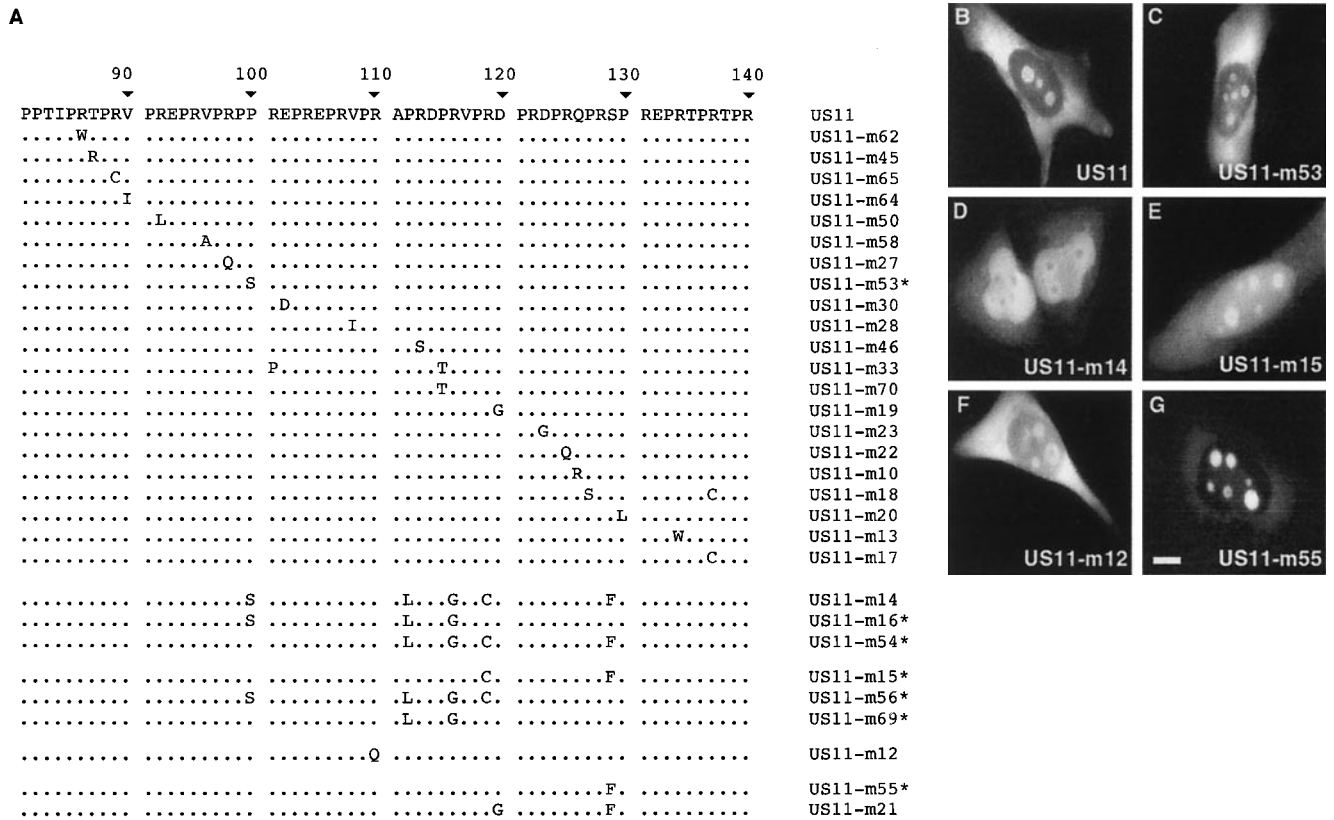 A
90 100 110 120 130 140
PPTIPRTPRV PREPRVPRPP REPREPRVPR APRDPRVPRD PRDPRQPRSP REPRTPRTPR US11
.....W.... .......... .......... .......... .......... .......... US11-m62
......R... .......... .......... .......... .......... .......... US11-m45
........C. .......... .......... .......... .......... .......... US11-m65
.........I .......... .......... .......... .......... .......... US11-m64
.......... .L........ .......... .......... .......... .......... US11-m50
.......... .....A.... .......... .......... .......... .......... US11-m58
.......... .......Q.. .......... .......... .......... .......... US11-m27
.......... .........S .......... .......... .......... .......... US11-m53*
.......... .......... .D........ .......... .......... .......... US11-m30
.......... .......... .......I.. .......... .......... .......... US11-m28
.......... .......... .......... ..S....... .......... .......... US11-m46
.......... .......... P......... ....T..... .......... .......... US11-m33
.......... .......... .......... ....T..... .......... .......... US11-m70
.......... .......... .......... .........G .......... .......... US11-m19
.......... .......... .......... .......... ..G....... .......... US11-m23
.......... .......... .......... .......... ....Q..... .......... US11-m22
.......... .......... .......... .......... .....R.... .......... US11-m10
.......... .......... .......... .......... ......S... ......C... US11-m18
.......... .......... .......... .......... .........L .......... US11-m20
.......... .......... .......... .......... .......... ...W...... US11-m13
.......... .......... .......... .......... .......... ......C... US11-m17
.......... .........S .......... .L...G..C. ........F. .......... US11-m14
.......... .........S .......... .L...G.... .......... .......... US11-m16*
.......... .......... .......... .L...G..C. ........F. .......... US11-m54*
.......... .......... .......... ........C. ........F. .......... US11-m15*
.......... .........S .......... .L...G..C. .......... .......... US11-m56*
.......... .......... .......... .L...G.... .......... .......... US11-m69*
.......... .......... .........Q .......... .......... .......... US11-m12
.......... .......... .......... .......... ........F. .......... US11-m55*
.......... .......... .......... .........G ........F. .......... US11-m21
B
US11
C
US11-m53
D
US11-m14
E
US11-m15
F
US11-m12
G
US11-m55